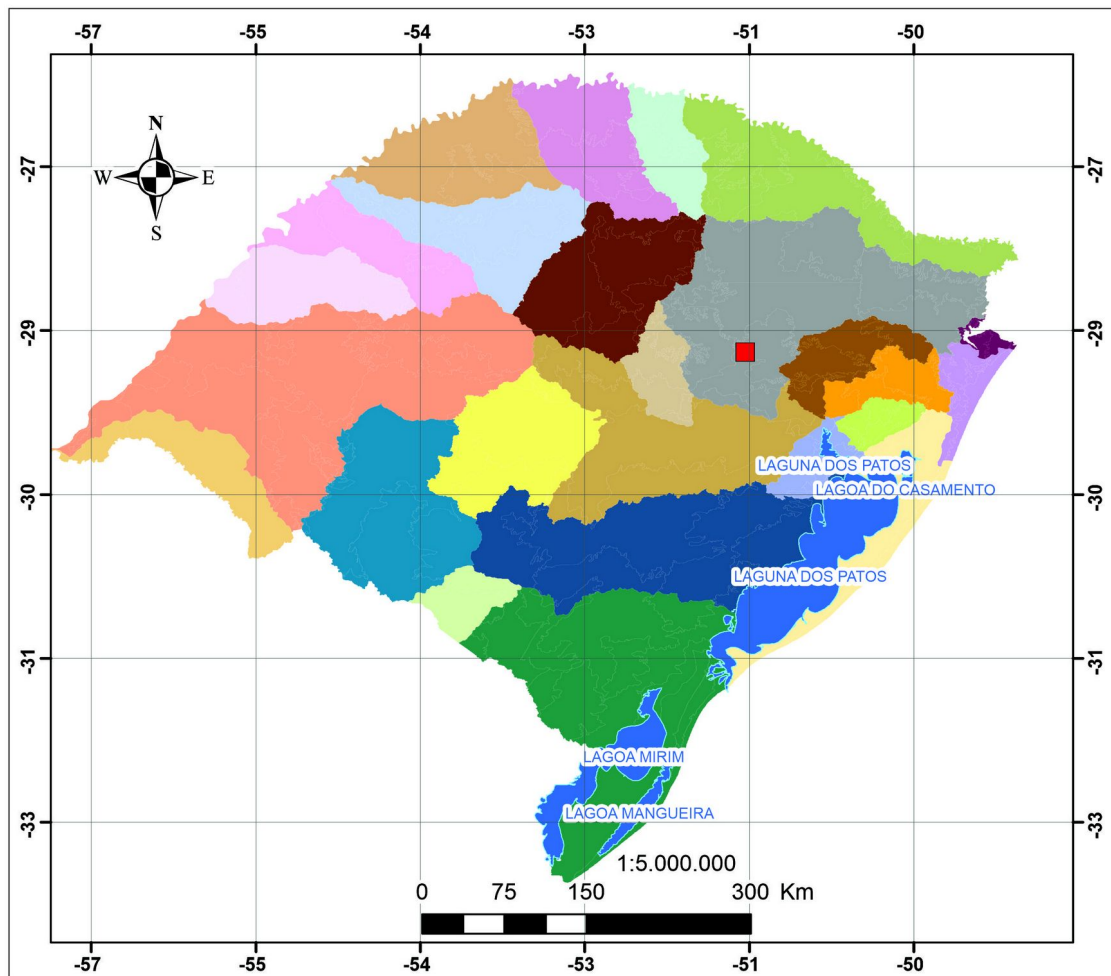 -57 -55 -54 -53 -51 -50
N
W E
S
-27 -27
-29 -29
LAGUNA DOS PATOS
LAGOA DO CASAMENTO
-30 -30
LAGUNA DOS PATOS
-31 -31
LAGOA MIRIM
LAGOA MANGUEIRA
-33 -33
1:5.000.000
0 75 150 300 Km
-57 -55 -54 -53 -51 -50